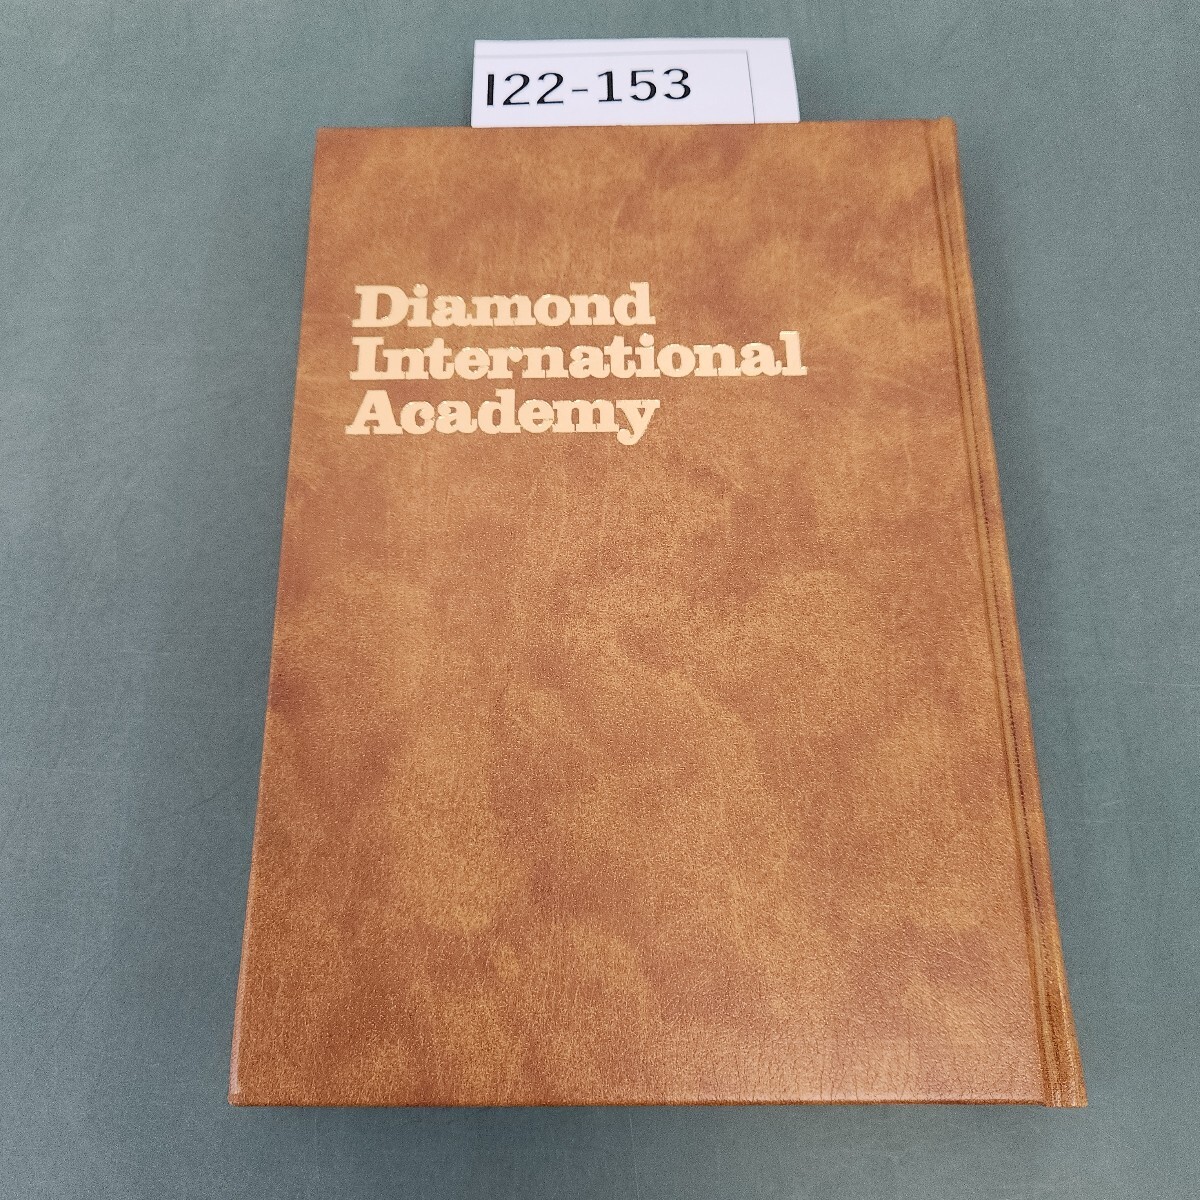 I22-153
Diamond
International
Academy